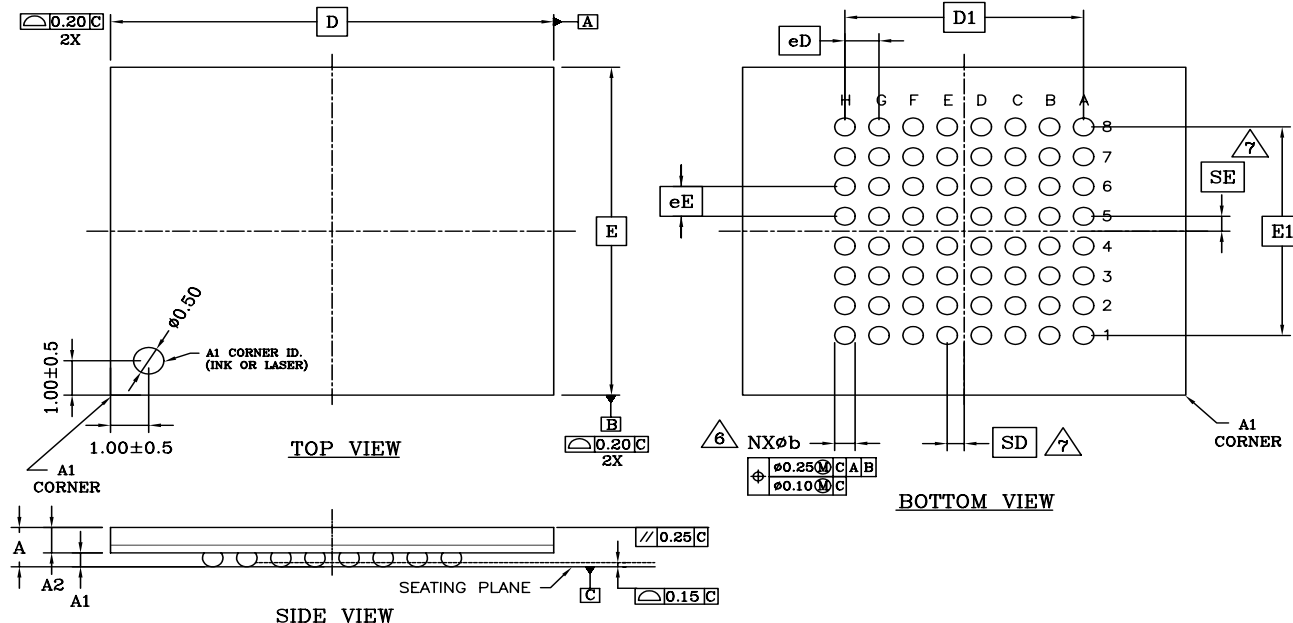 ⌓ 0.20 C
2X
D
A
E
ø0.50
A1 CORNER ID.
(INK OR LASER)
1.00±0.5
1.00±0.5
A1
CORNER
TOP VIEW
B
⌓ 0.20 C
2X
D1
eD
H G F E D C B A
8
7
6
5
4
3
2
1
eE
7
SE
E1
6 NXøb
⌖ ø0.25Ⓜ C A B
ø0.10Ⓜ C
SD 7
A1
CORNER
BOTTOM VIEW
A
A2
A1
// 0.25 C
SEATING PLANE
C
⌓ 0.15 C
SIDE VIEW